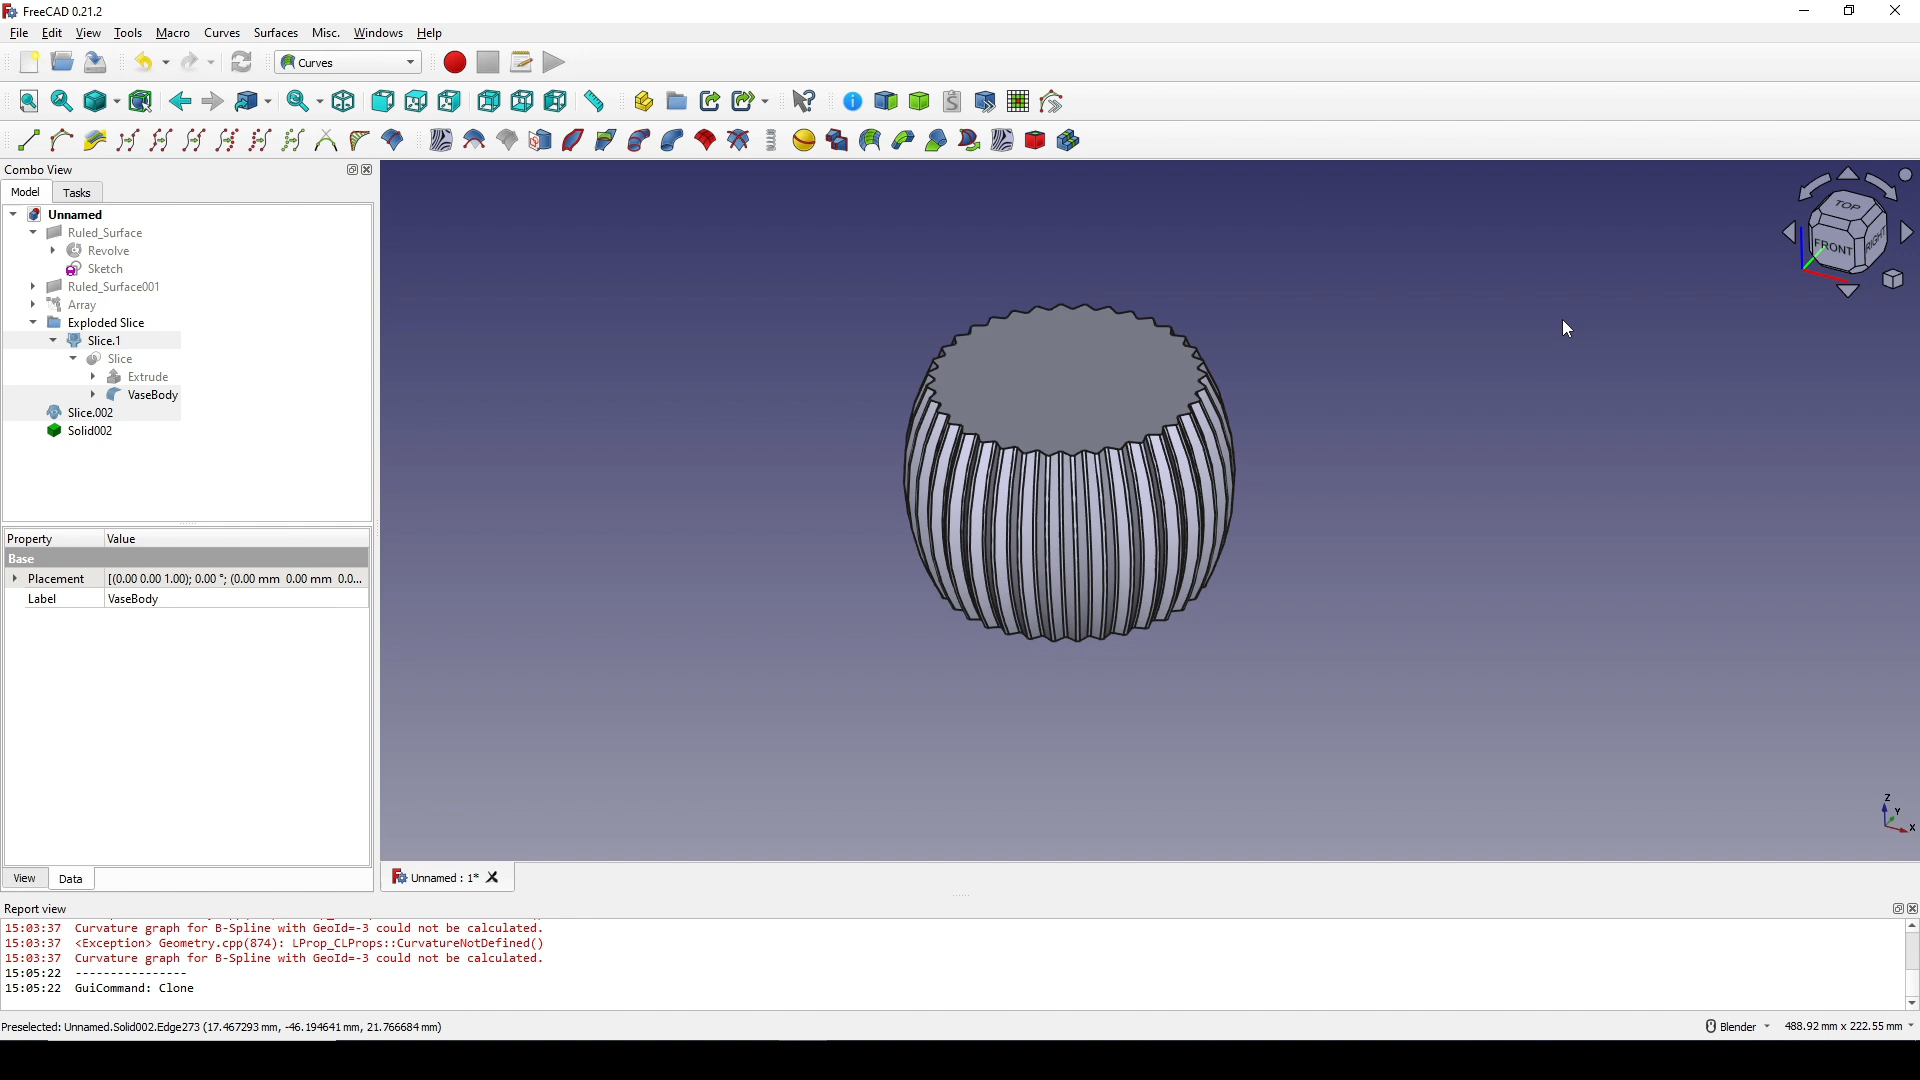 FreeCAD 0.21.2
File Edit View Tools Macro Curves Surfaces Misc. Windows Help
Curves
Combo View
Model Tasks
Unnamed
Ruled_Surface
Revolve
Sketch
Ruled_Surface001
Array
Exploded Slice
Slice.1
Slice
Extrude
VaseBody
Slice.002
Solid002
TOP
FRONT
RIGHT
Property Value
Base
Placement [(0.00 0.00 1.00); 0.00 °; (0.00 mm 0.00 mm 0.0...
Label VaseBody
Z
Y
X
View Data
Unnamed : 1*
Report view
15:03:37 Curvature graph for B-Spline with GeoId=-3 could not be calculated.
15:03:37 <Exception> Geometry.cpp(874): LProp_CLProps::CurvatureNotDefined()
15:03:37 Curvature graph for B-Spline with GeoId=-3 could not be calculated.
15:05:22 ----------------
15:05:22 GuiCommand: Clone
Preselected: Unnamed.Solid002.Edge273 (17.467293 mm, -46.194641 mm, 21.766684 mm)
Blender 488.92 mm x 222.55 mm